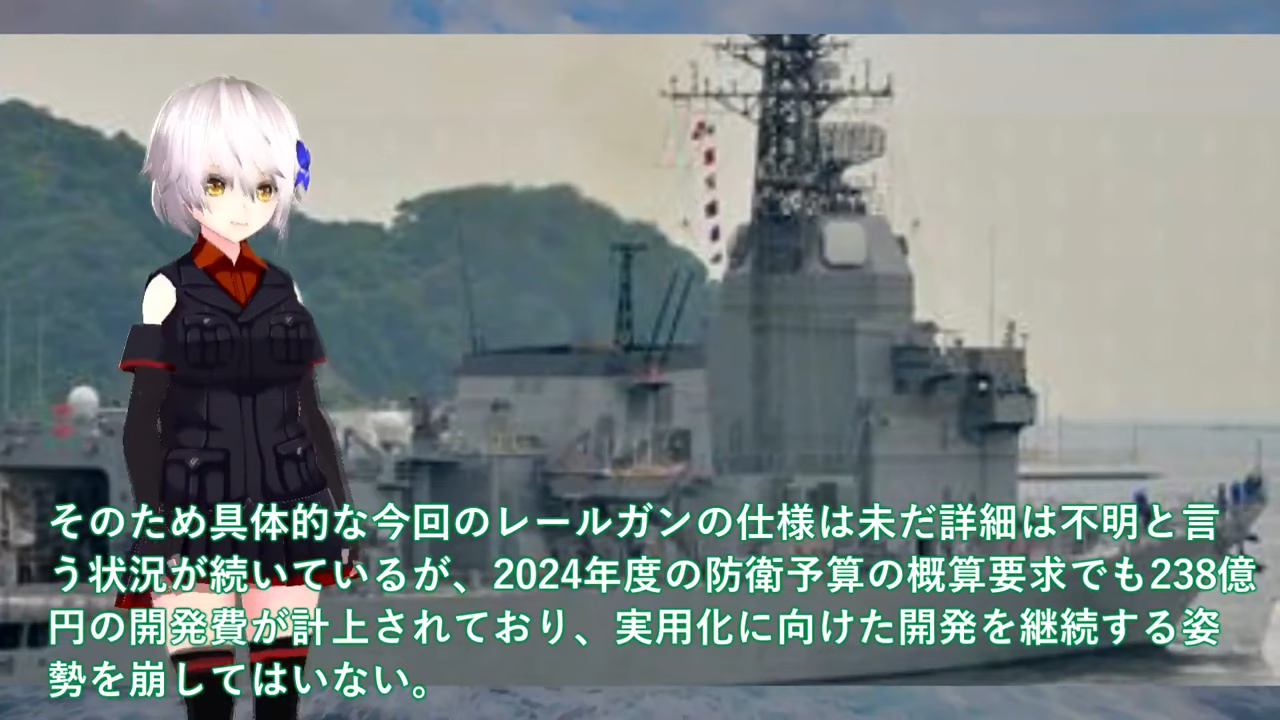 そのため具体的な今回のレールガンの仕様は未だ詳細は不明と言
う状況が続いているが、2024年度の防衛予算の概算要求でも238億
円の開発費が計上されており、実用化に向けた開発を継続する姿
勢を崩してはいない。